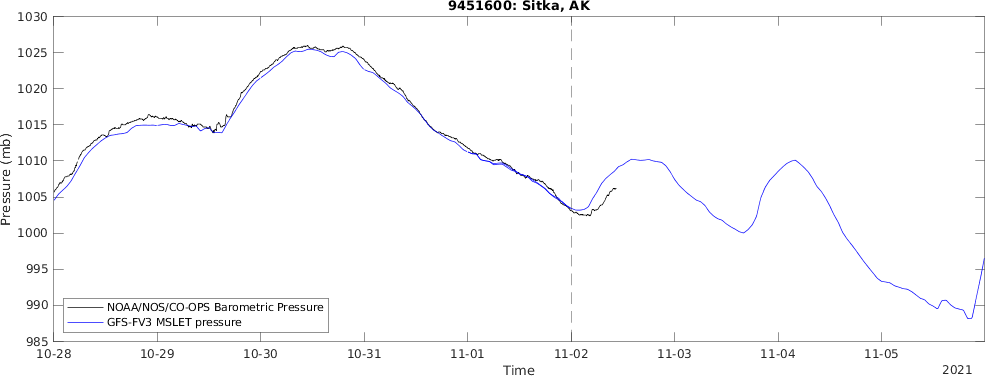 9451600: Sitka, AK
1030
1025
1020
1015
1010
1005
1000
995
990
985
Pressure (mb)
NOAA/NOS/CO-OPS Barometric Pressure
GFS-FV3 MSLET pressure
10-28 10-29 10-30 10-31 11-01 11-02 11-03 11-04 11-05
Time
2021